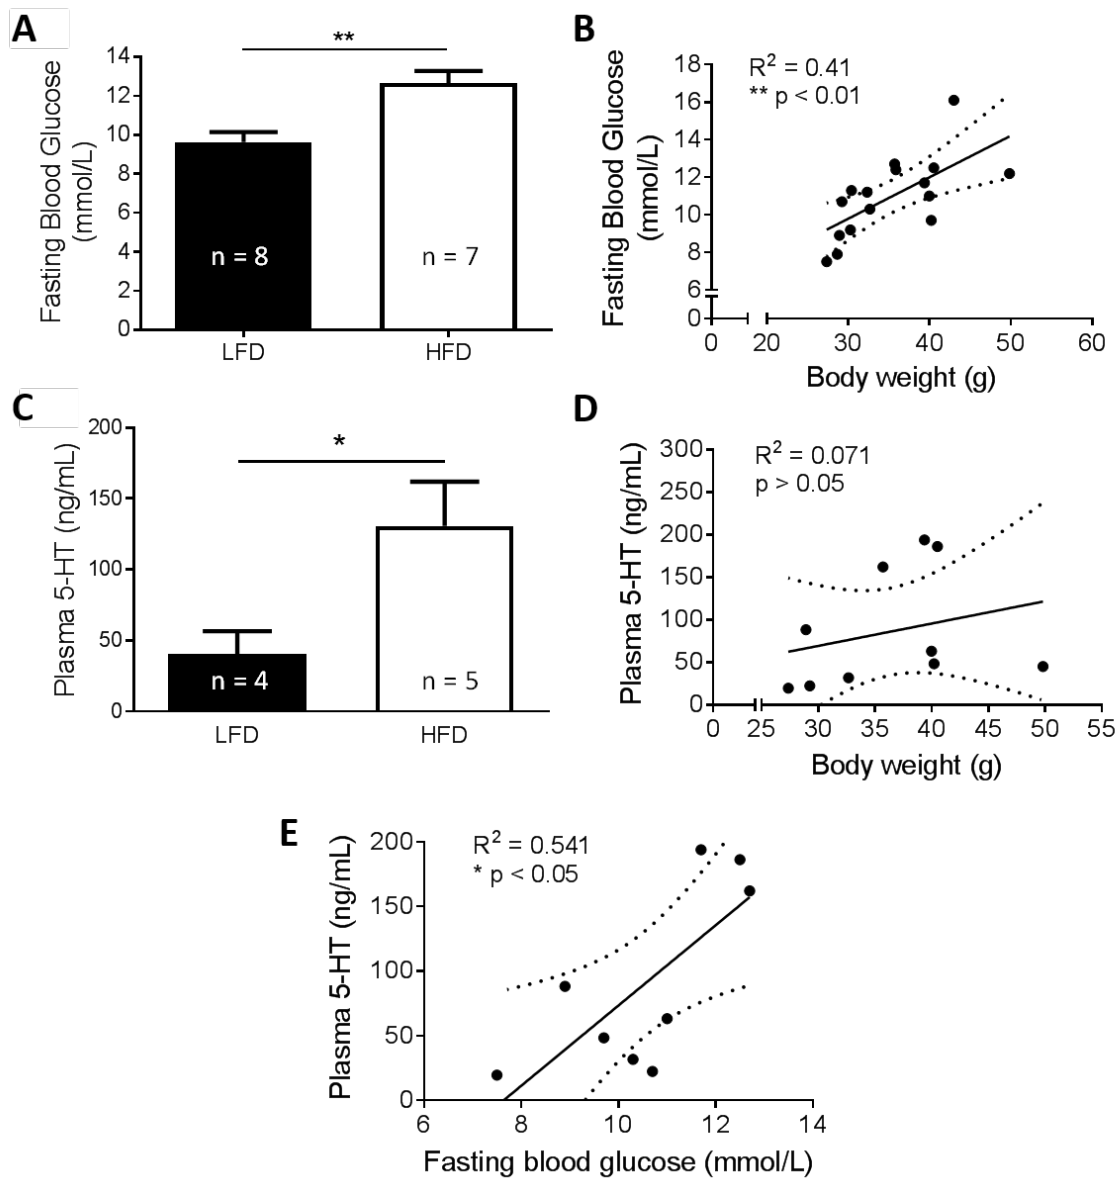 A
**
Fasting Blood Glucose
(mmol/L)
14
12
10
8
6
4
2
0
n = 8
n = 7
LFD
HFD
B
R² = 0.41
** p < 0.01
Fasting Blood Glucose
(mmol/L)
18
16
14
12
10
8
6
0
0 20 30 40 50 60
Body weight (g)
C
*
Plasma 5-HT (ng/mL)
200
150
100
50
0
n = 4
n = 5
LFD
HFD
D
R² = 0.071
p > 0.05
Plasma 5-HT (ng/mL)
300
250
200
150
100
50
0
0 25 30 35 40 45 50 55
Body weight (g)
E
R² = 0.541
* p < 0.05
Plasma 5-HT (ng/mL)
200
150
100
50
0
6 8 10 12 14
Fasting blood glucose (mmol/L)